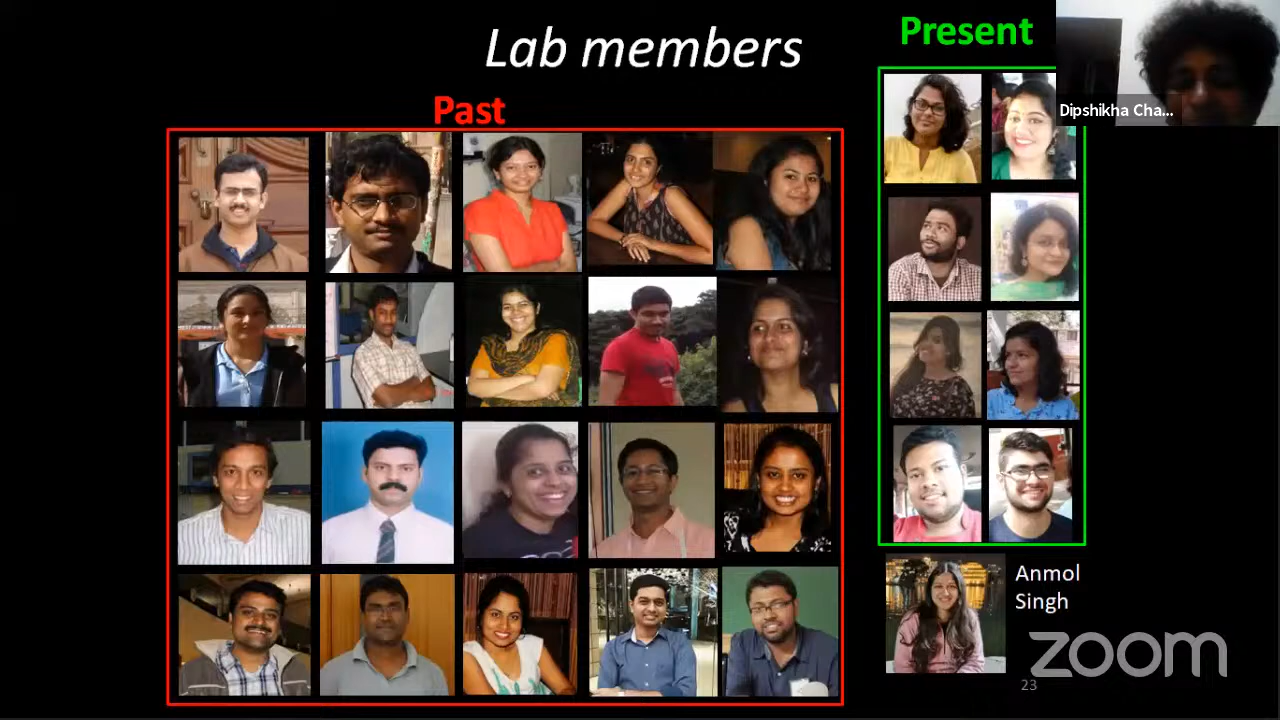 Lab members
Present
Past
Dipshikha Cha...
Anmol
Singh
zoom
23